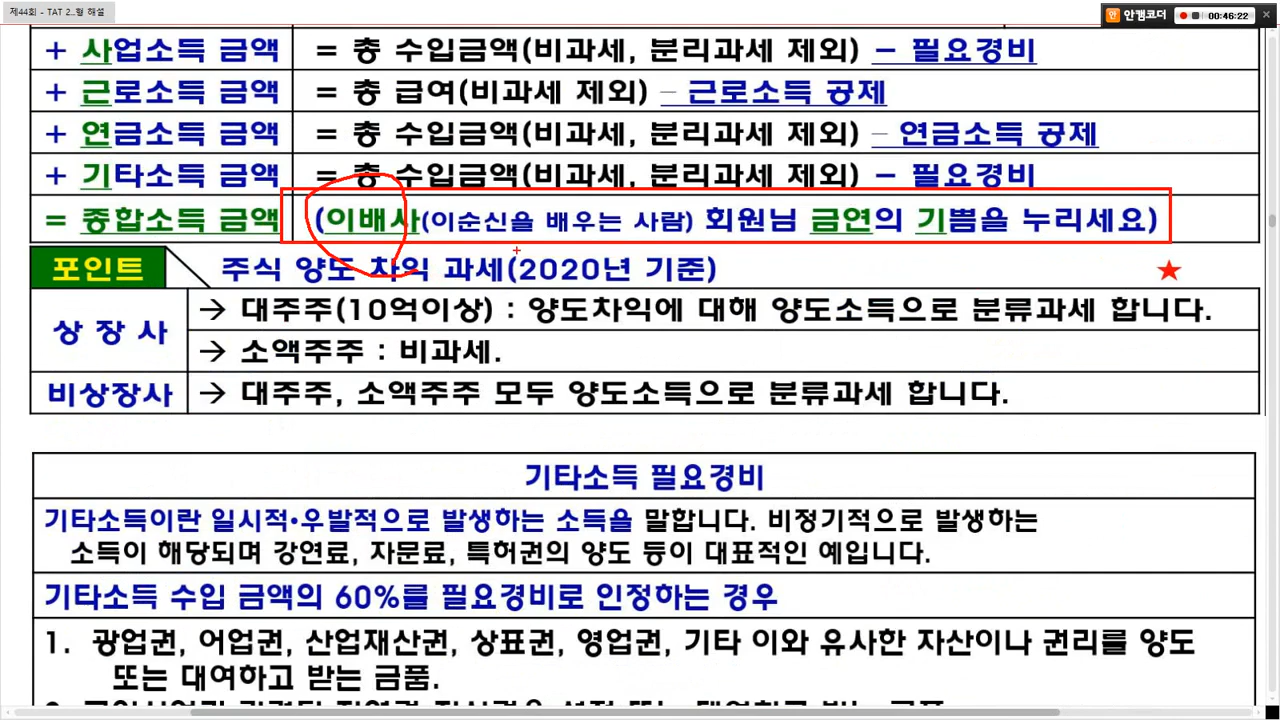 제44회 - TAT 2..형 해설
안캠코더 00:46:22
+ 사업소득 금액 = 총 수입금액(비과세, 분리과세 제외) - 필요경비
+ 근로소득 금액 = 총 급여(비과세 제외) - 근로소득 공제
+ 연금소득 금액 = 총 수입금액(비과세, 분리과세 제외) - 연금소득 공제
+ 기타소득 금액 = 총 수입금액(비과세, 분리과세 제외) - 필요경비
= 종합소득 금액 (이배사(이순신을 배우는 사람) 회원님 금연의 기쁨을 누리세요)
포인트 주식 양도 차익 과세(2020년 기준) ★
상 장 사 → 대주주(10억이상) : 양도차익에 대해 양도소득으로 분류과세 합니다.
→ 소액주주 : 비과세.
비상장사 → 대주주, 소액주주 모두 양도소득으로 분류과세 합니다.
기타소득 필요경비
기타소득이란 일시적•우발적으로 발생하는 소득을 말합니다. 비정기적으로 발생하는
소득이 해당되며 강연료, 자문료, 특허권의 양도 등이 대표적인 예입니다.
기타소득 수입 금액의 60%를 필요경비로 인정하는 경우
1. 광업권, 어업권, 산업재산권, 상표권, 영업권, 기타 이와 유사한 자산이나 권리를 양도
또는 대여하고 받는 금품.